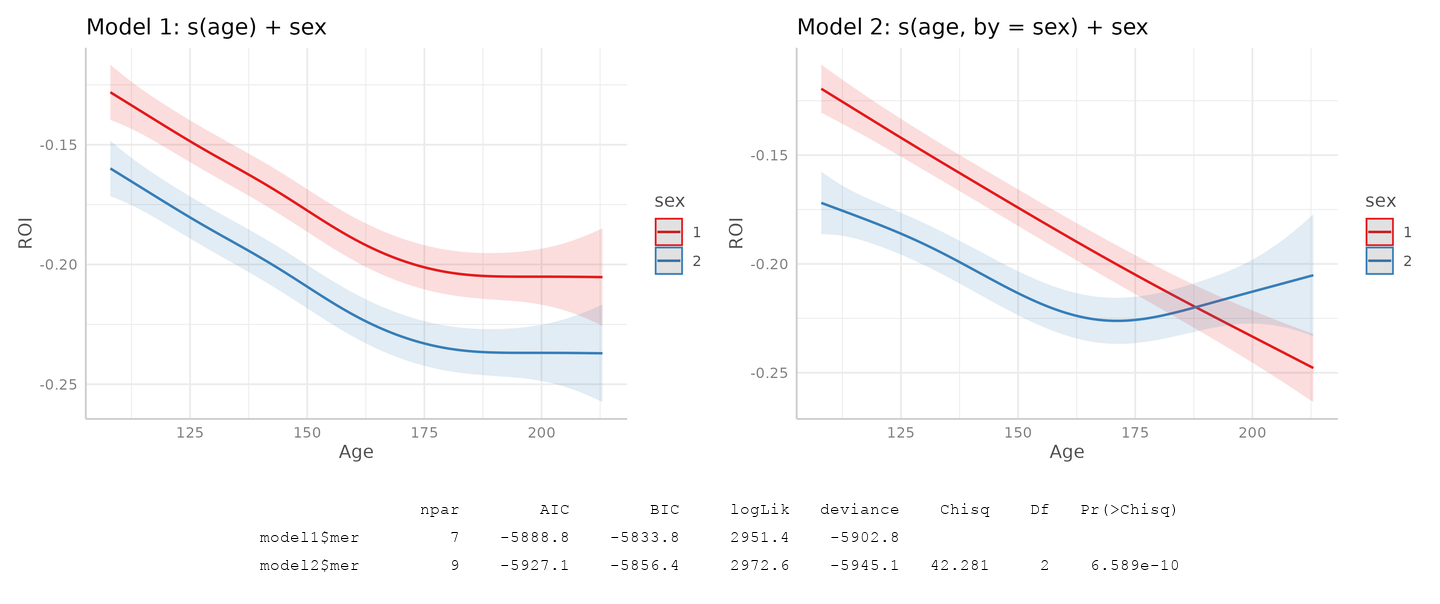 Model 1: s(age) + sex
-0.15
-0.20
-0.25
ROI
125 150 175 200
Age
sex
1
2
Model 2: s(age, by = sex) + sex
-0.15
-0.20
-0.25
ROI
125 150 175 200
Age
sex
1
2
npar AIC BIC logLik deviance Chisq Df Pr(>Chisq)
model1$mer 7 -5888.8 -5833.8 2951.4 -5902.8
model2$mer 9 -5927.1 -5856.4 2972.6 -5945.1 42.281 2 6.589e-10